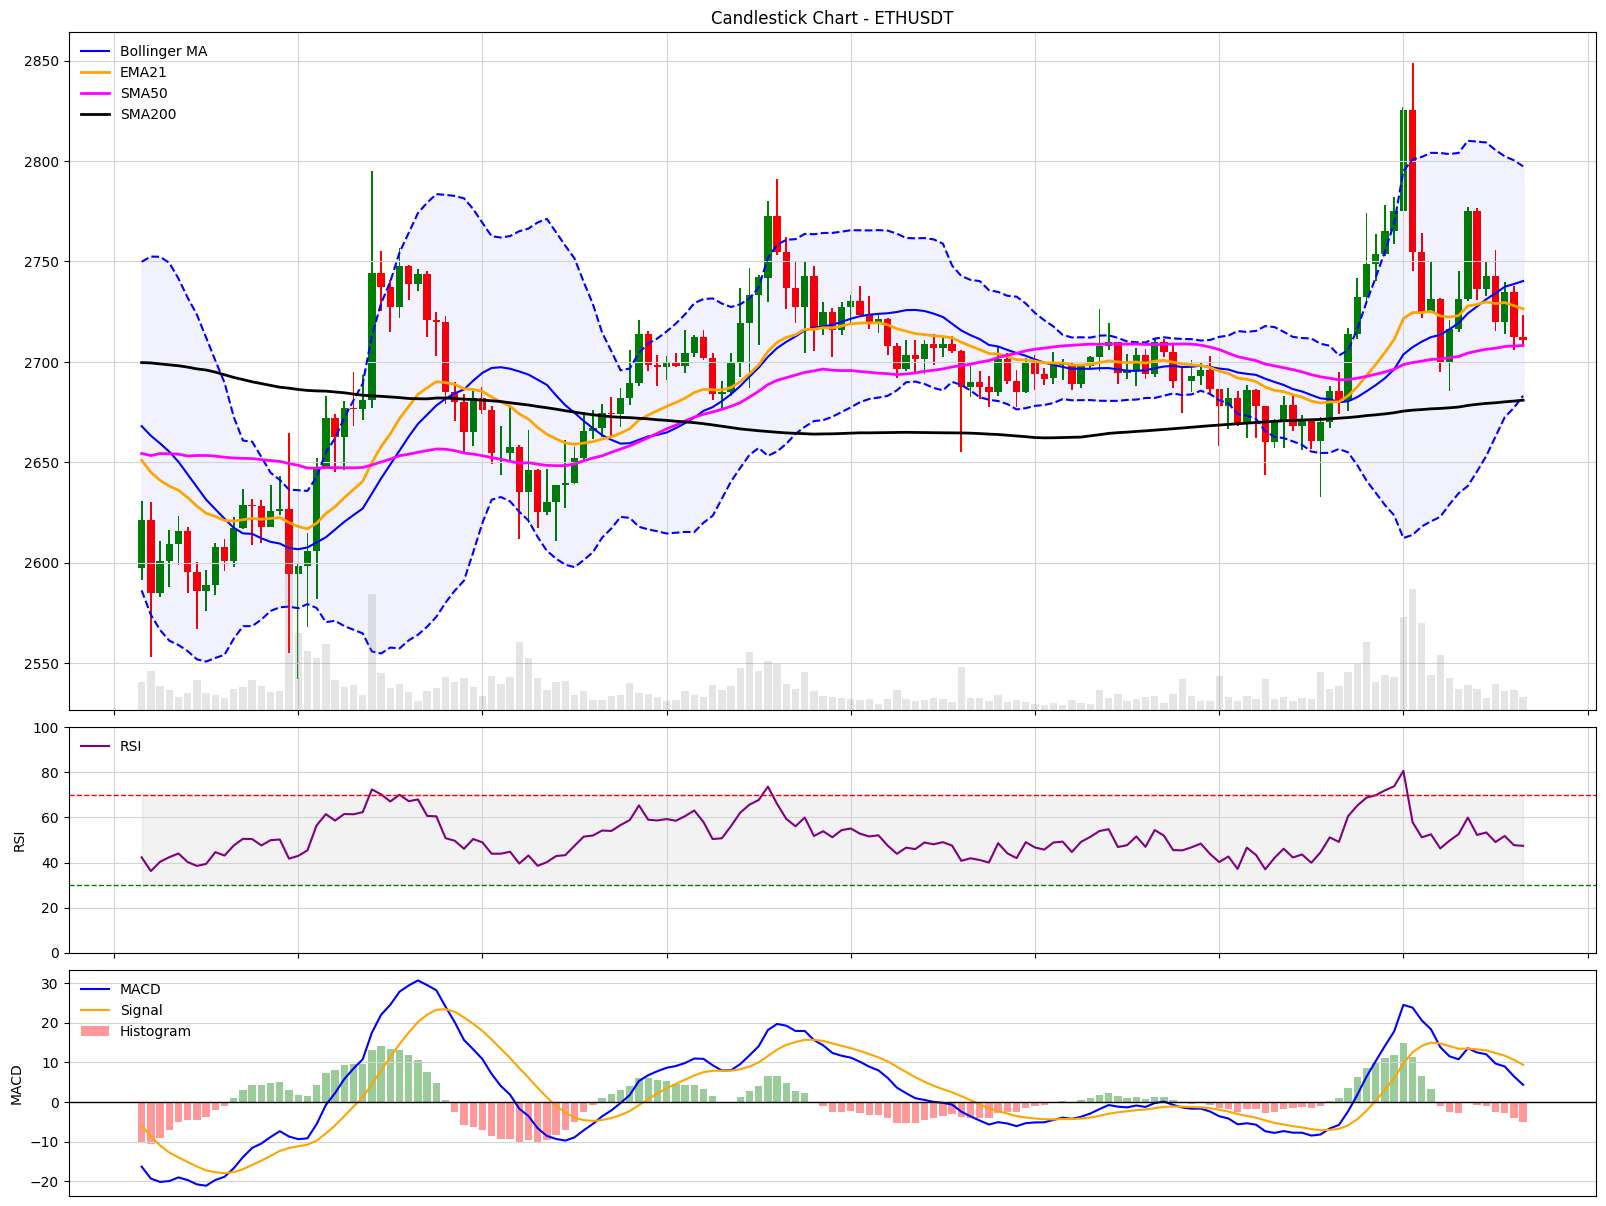 Candlestick Chart - ETHUSDT
Bollinger MA
EMA21
SMA50
SMA200
2850
2800
2750
2700
2650
2600
2550
RSI
RSI
100
80
60
40
20
0
MACD
MACD
Signal
Histogram
30
20
10
0
−10
−20